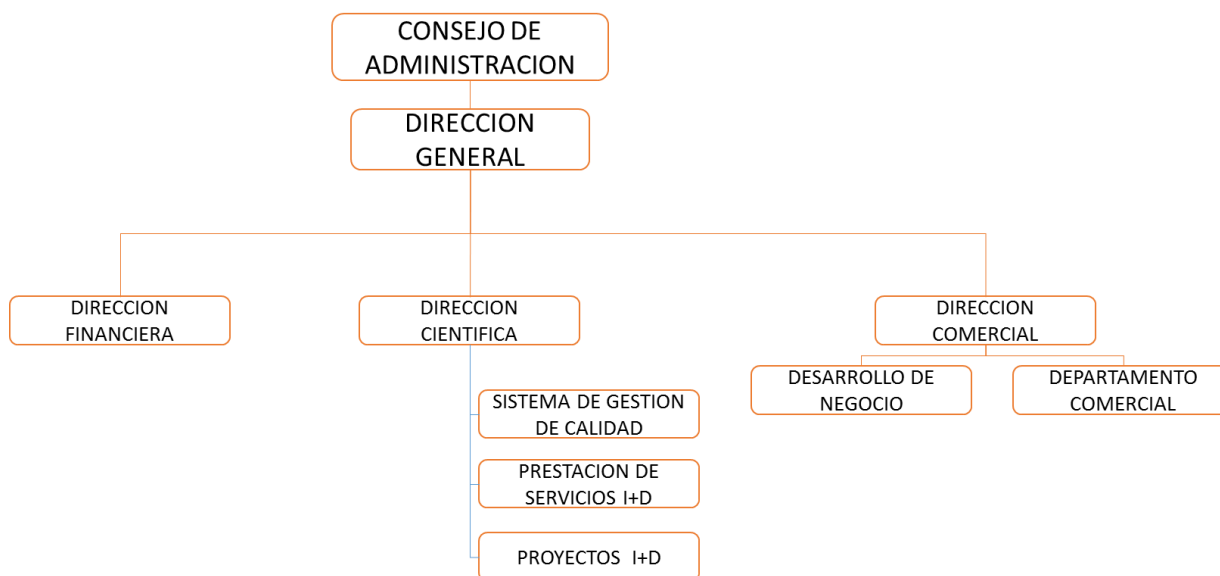 CONSEJO DE
ADMINISTRACION
DIRECCION
GENERAL
DIRECCION
FINANCIERA
DIRECCION
CIENTIFICA
DIRECCION
COMERCIAL
DESARROLLO DE
NEGOCIO
DEPARTAMENTO
COMERCIAL
SISTEMA DE GESTION
DE CALIDAD
PRESTACION DE
SERVICIOS I+D
PROYECTOS I+D